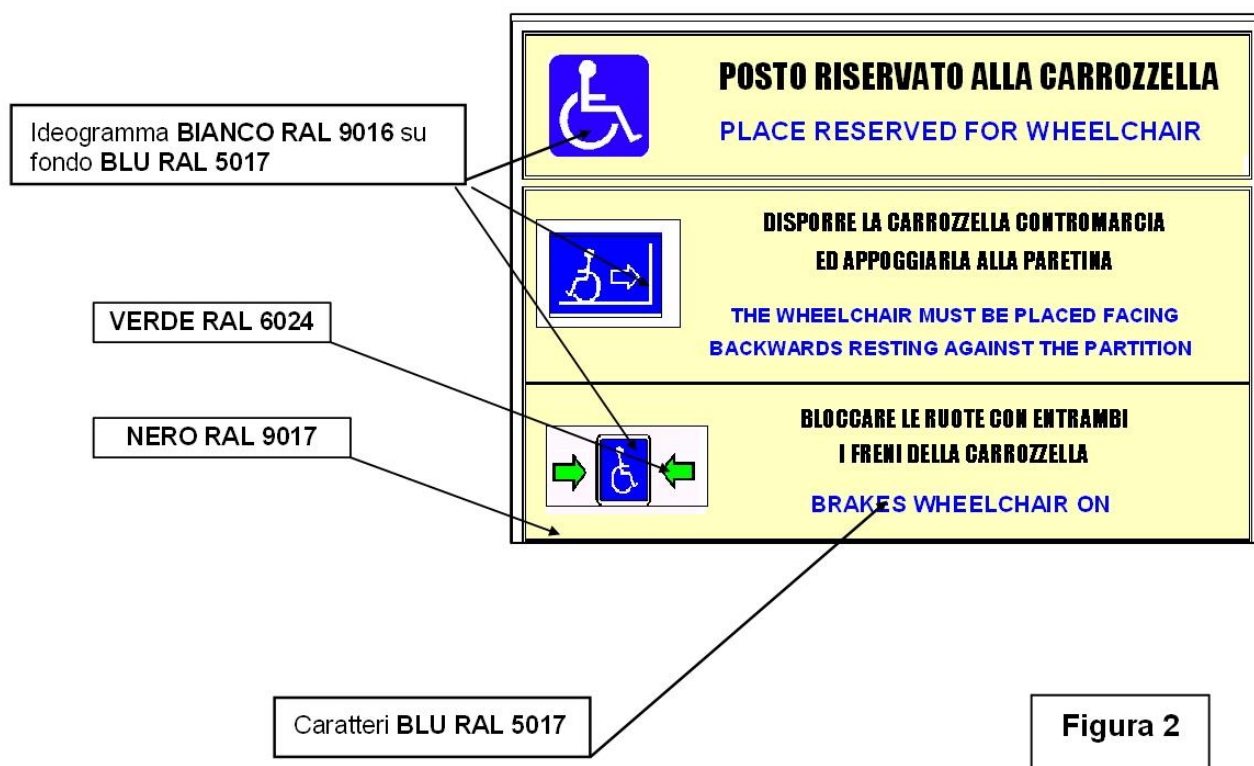 POSTO RISERVATO ALLA CARROZZELLA
PLACE RESERVED FOR WHEELCHAIR
Ideogramma BIANCO RAL 9016 su
fondo BLU RAL 5017
DISPORRE LA CARROZZELLA CONTROMARCIA
ED APPOGGIARLA ALLA PARETINA
THE WHEELCHAIR MUST BE PLACED FACING
BACKWARDS RESTING AGAINST THE PARTITION
VERDE RAL 6024
NERO RAL 9017
BLOCCARE LE RUOTE CON ENTRAMBI
I FRENI DELLA CARROZZELLA
BRAKES WHEELCHAIR ON
Caratteri BLU RAL 5017
Figura 2